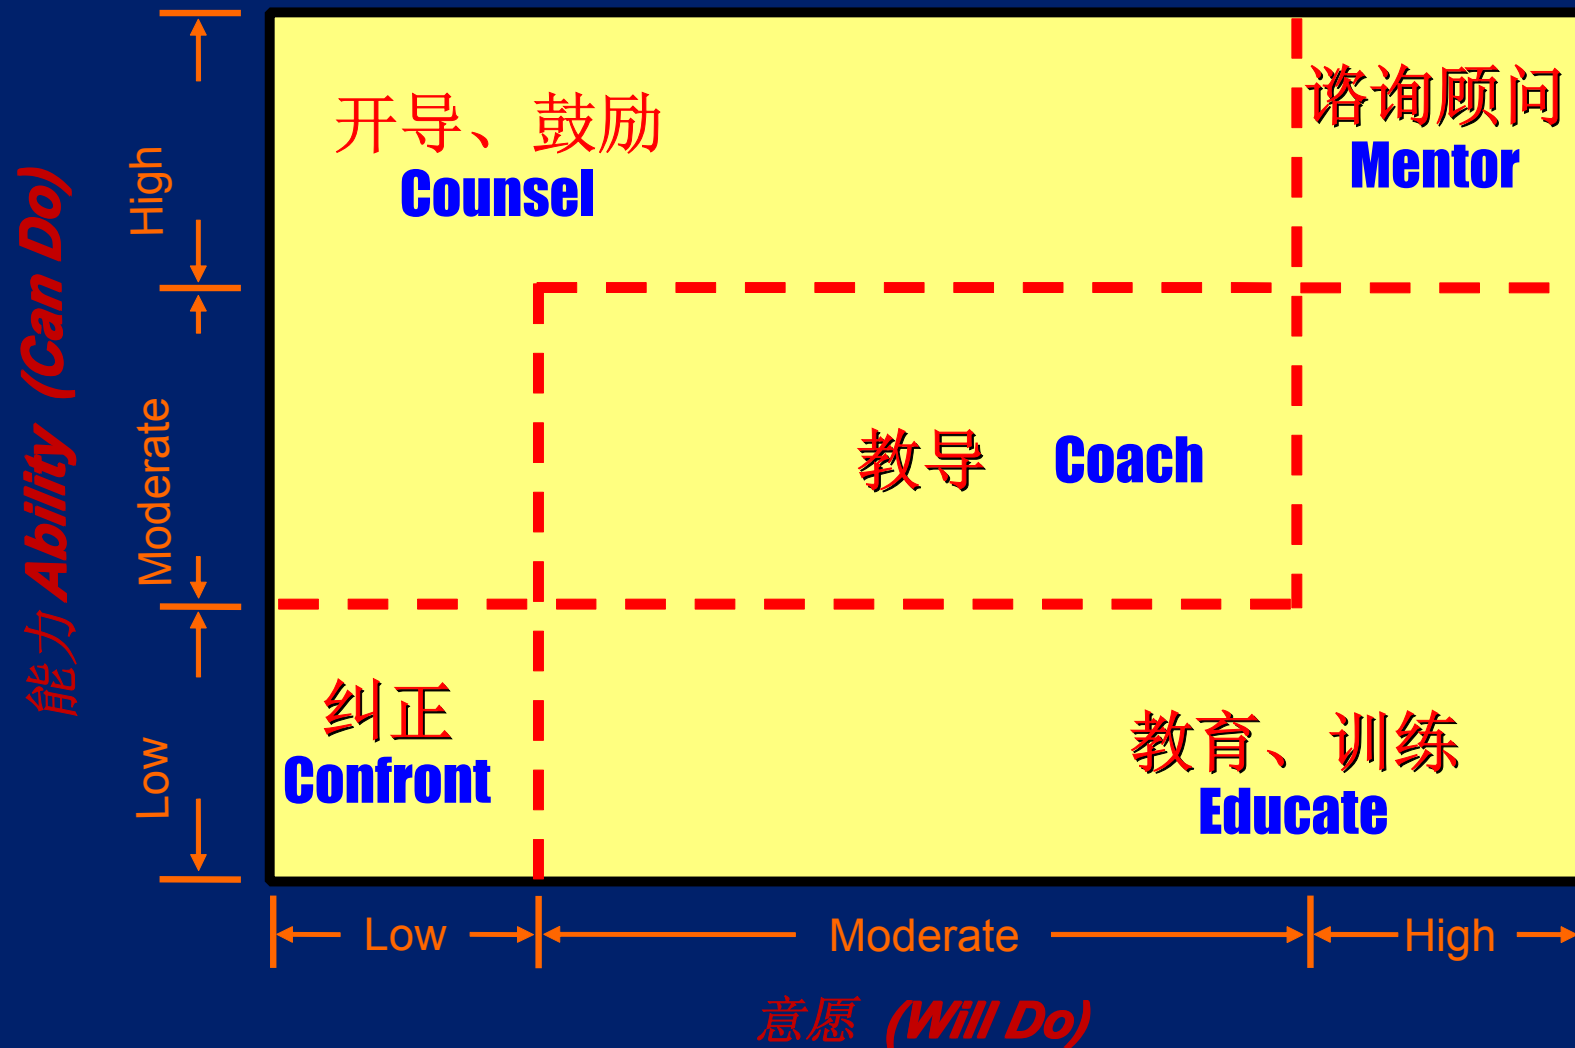 开导、鼓励
Counsel
谘询顾问
Mentor
High
能力 Ability (Can Do)
Moderate
教导 Coach
Low
纠正
Confront
教育、训练
Educate
Low
Moderate
High
意愿 (Will Do)